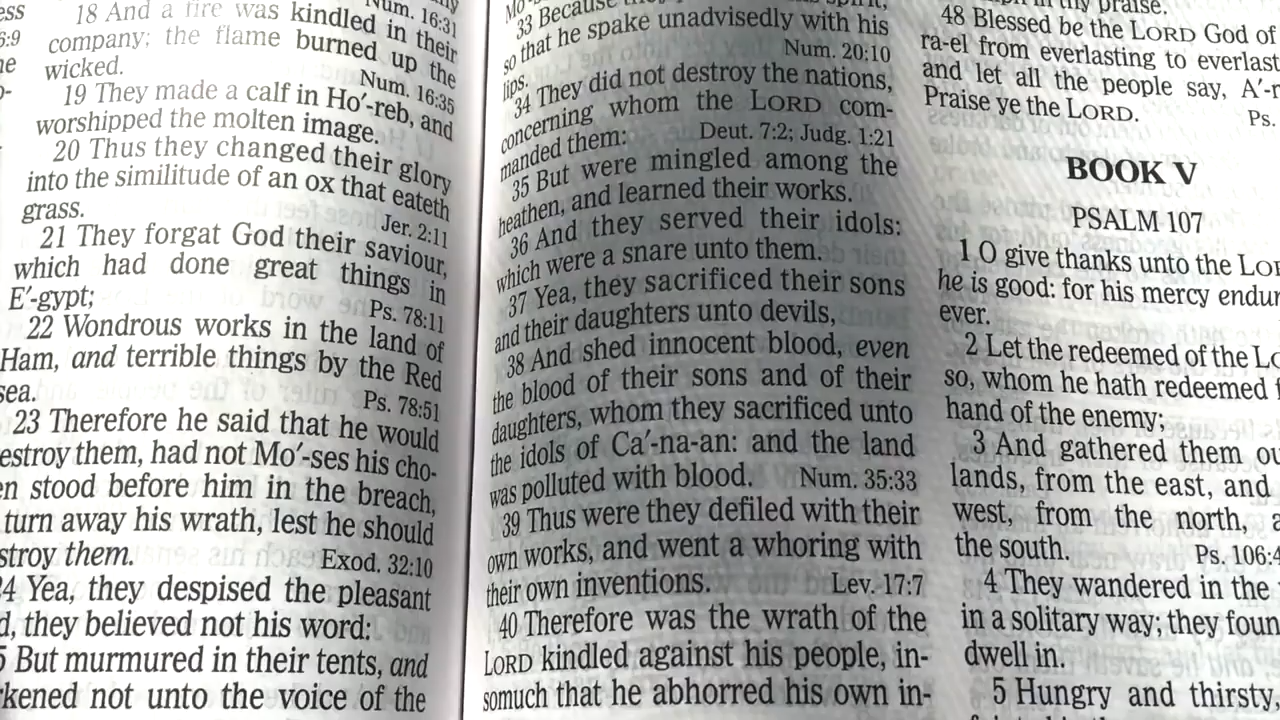 18 And a fire was kindled in their
company; the flame burned up the
wicked.
Num. 16:35
19 They made a calf in Ho′-reb, and
worshipped the molten image.
20 Thus they changed their glory
into the similitude of an ox that eateth
grass.
Jer. 2:11
21 They forgat God their saviour,
which had done great things in
E′-gypt;
Ps. 78:11
22 Wondrous works in the land of
Ham, and terrible things by the Red
sea.
Ps. 78:51
23 Therefore he said that he would
estroy them, had not Mo′-ses his cho-
en stood before him in the breach,
turn away his wrath, lest he should
stroy them.
Exod. 32:10
4 Yea, they despised the pleasant
d, they believed not his word:
5 But murmured in their tents, and
kened not unto the voice of the
33 Because
so that he spake unadvisedly with his
lips.
Num. 20:10
34 They did not destroy the nations,
concerning whom the LORD com-
manded them:
Deut. 7:2; Judg. 1:21
35 But were mingled among the
heathen, and learned their works.
36 And they served their idols:
which were a snare unto them.
37 Yea, they sacrificed their sons
and their daughters unto devils,
38 And shed innocent blood, even
the blood of their sons and of their
daughters, whom they sacrificed unto
the idols of Ca′-na-an: and the land
was polluted with blood.
Num. 35:33
39 Thus were they defiled with their
own works, and went a whoring with
their own inventions.
Lev. 17:7
40 Therefore was the wrath of the
LORD kindled against his people, in-
somuch that he abhorred his own in-
48 Blessed be the LORD God of
ra-el from everlasting to everlast
and let all the people say, A′-
Praise ye the LORD.
Ps.
BOOK V
PSALM 107
1 O give thanks unto the LOR
he is good: for his mercy endur
ever.
2 Let the redeemed of the LO
so, whom he hath redeemed
hand of the enemy;
3 And gathered them ou
lands, from the east, and
west, from the north, a
the south.
Ps. 106:4
4 They wandered in the
in a solitary way; they foun
dwell in.
5 Hungry and thirsty,